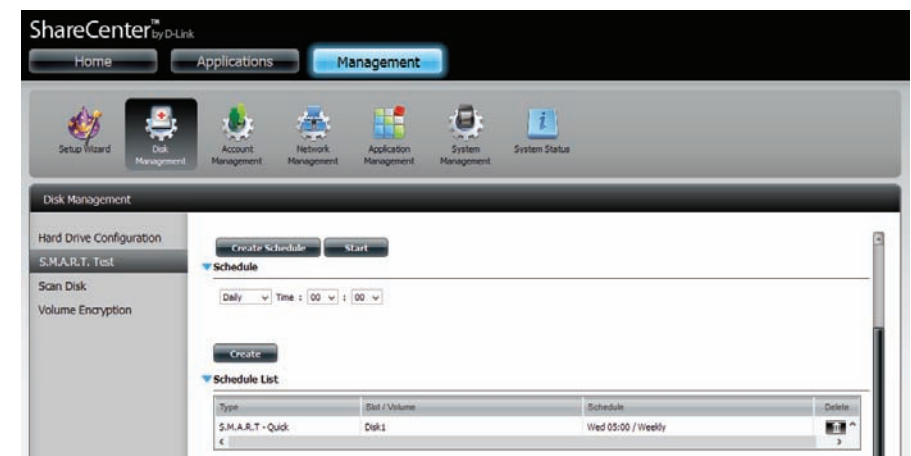 ShareCenter™ by D-Link
Home Applications Management
Setup Wizard Disk Management Account Management Network Management Application Management System Management System Status
Disk Management
Hard Drive Configuration
S.M.A.R.T. Test
Scan Disk
Volume Encryption
Create Schedule Start
Schedule
Daily Time : 00 : 00
Create
Schedule List
Type Slot / Volume Schedule Delete
S.M.A.R.T - Quick Disk1 Wed 05:00 / Weekly